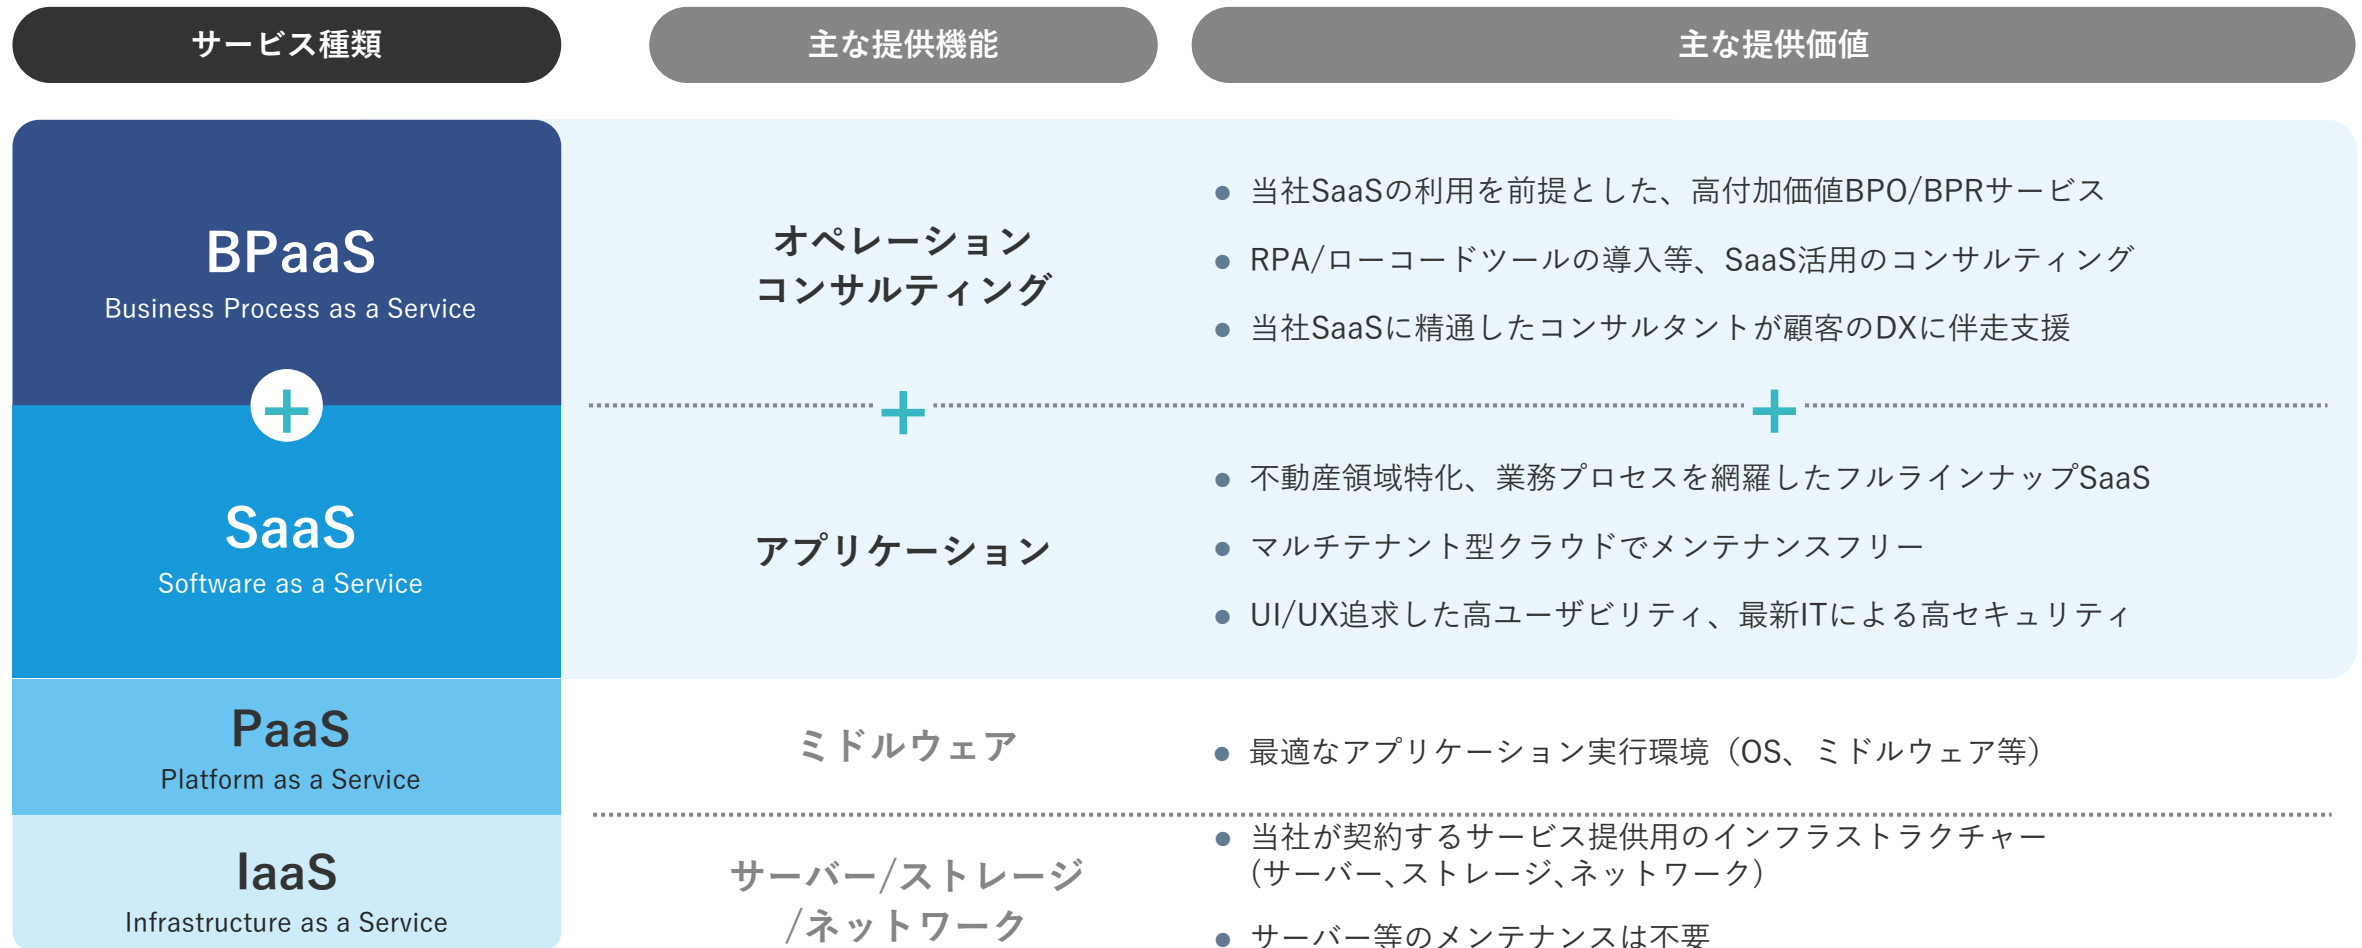 サービス種類
主な提供機能
主な提供価値
BPaaS
Business Process as a Service
オペレーション
コンサルティング
当社SaaSの利用を前提とした、高付加価値BPO/BPRサービス
RPA/ローコードツールの導入等、SaaS活用のコンサルティング
当社SaaSに精通したコンサルタントが顧客のDXに伴走支援
+
+
+
SaaS
Software as a Service
アプリケーション
不動産領域特化、業務プロセスを網羅したフルラインナップSaaS
マルチテナント型クラウドでメンテナンスフリー
UI/UX追求した高ユーザビリティ、最新ITによる高セキュリティ
PaaS
Platform as a Service
ミドルウェア
最適なアプリケーション実行環境（OS、ミドルウェア等）
IaaS
Infrastructure as a Service
サーバー/ストレージ
/ネットワーク
当社が契約するサービス提供用のインフラストラクチャー
(サーバー、ストレージ、ネットワーク)
サーバー等のメンテナンスは不要